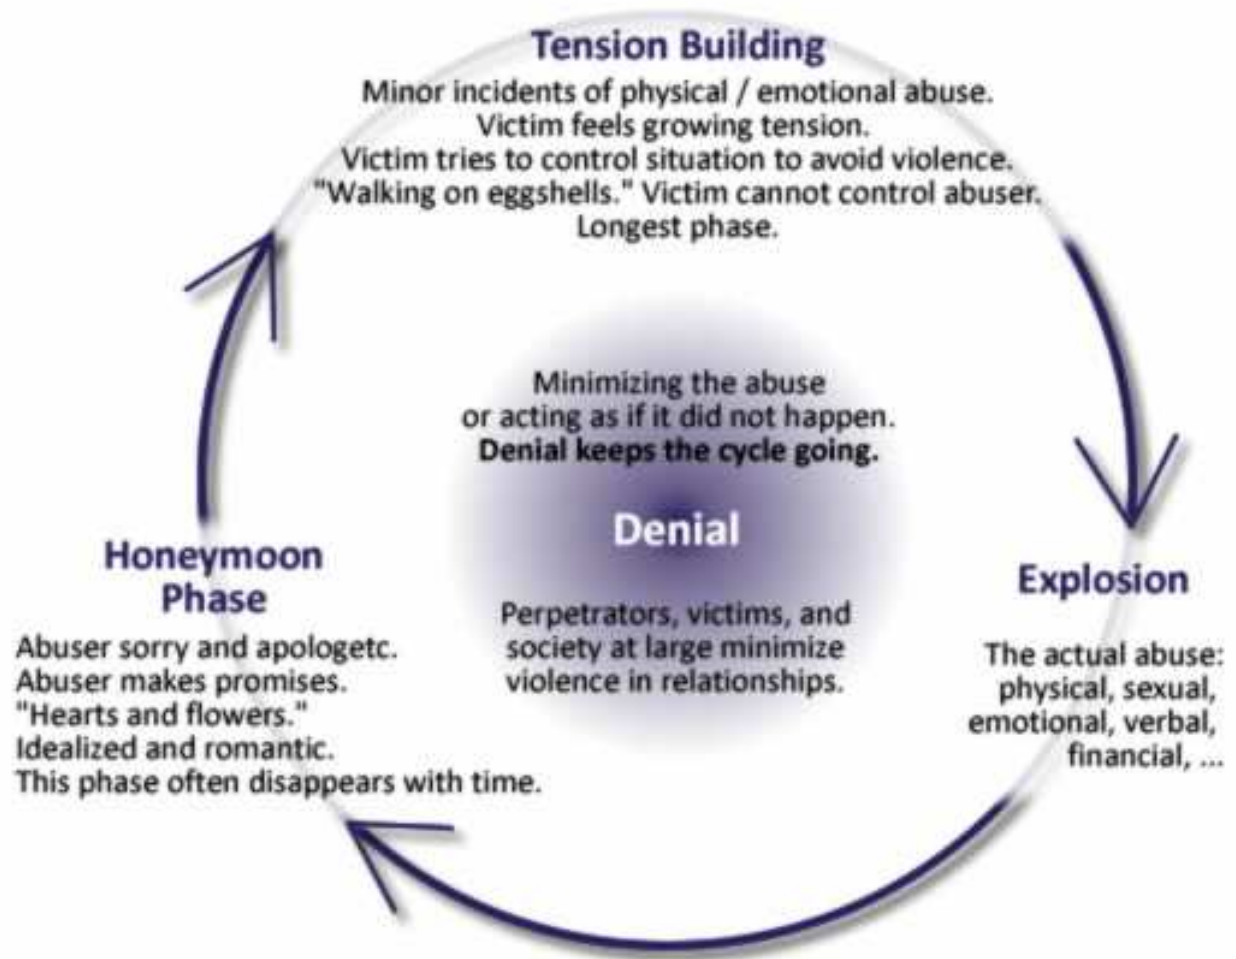 Tension Building
Minor incidents of physical / emotional abuse.
Victim feels growing tension.
Victim tries to control situation to avoid violence.
"Walking on eggshells." Victim cannot control abuser.
Longest phase.
Minimizing the abuse
or acting as if it did not happen.
Denial keeps the cycle going.
Denial
Perpetrators, victims, and
society at large minimize
violence in relationships.
Explosion
The actual abuse:
physical, sexual,
emotional, verbal,
financial, ...
Honeymoon
Phase
Abuser sorry and apologetc.
Abuser makes promises.
"Hearts and flowers."
Idealized and romantic.
This phase often disappears with time.